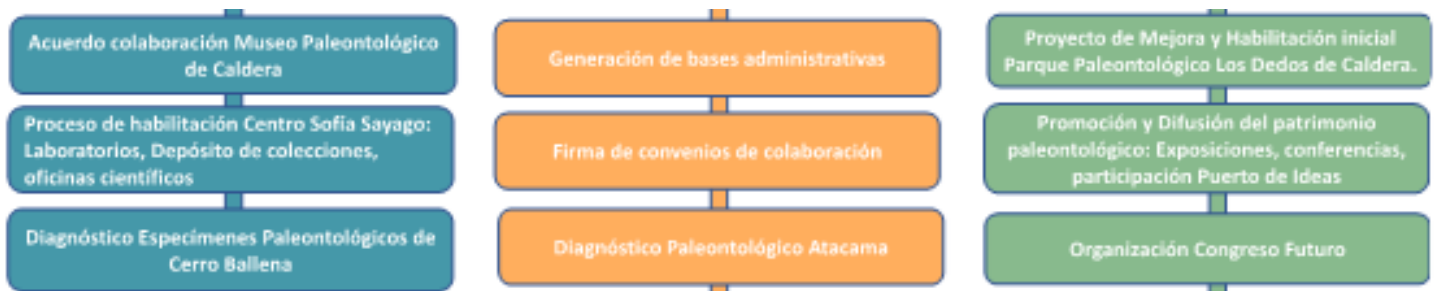 Acuerdo colaboración Museo Paleontológico
de Caldera
Proceso de habilitación Centro Sofía Sayago:
Laboratorios, Depósito de colecciones,
oficinas científicos
Diagnóstico Especímenes Paleontológicos de
Cerro Ballena
Generación de bases administrativas
Firma de convenios de colaboración
Diagnóstico Paleontológico Atacama
Proyecto de Mejora y Habilitación inicial
Parque Paleontológico Los Dedos de Caldera.
Promoción y Difusión del patrimonio
paleontológico: Exposiciones, conferencias,
participación Puerto de Ideas
Organización Congreso Futuro